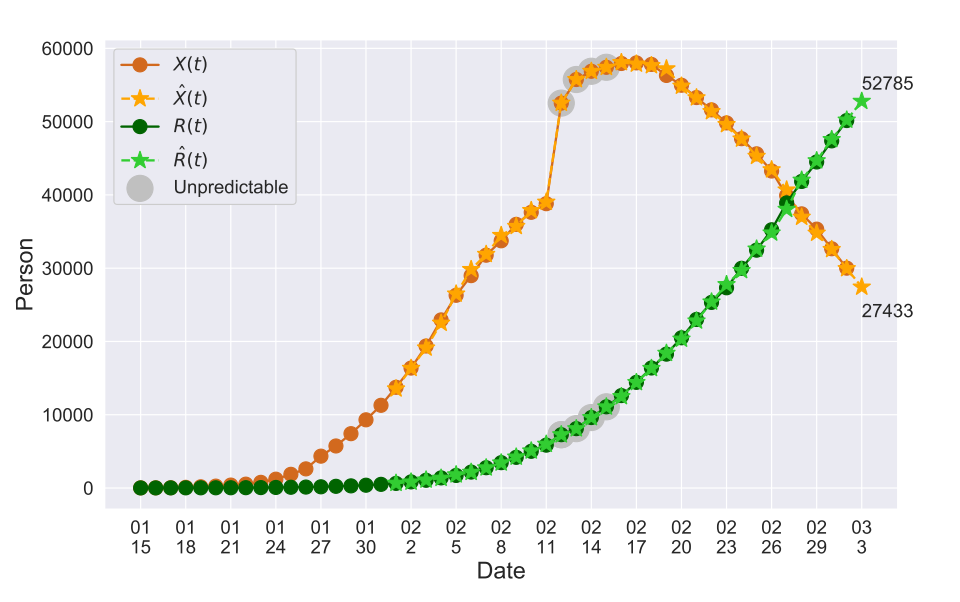 60000
50000
40000
30000
20000
10000
0
Person
X(t)
X̂(t)
R(t)
R̂(t)
Unpredictable
52785
27433
01 01 01 01 01 01 02 02 02 02 02 02 02 02 02 02 03
15 18 21 24 27 30 2 5 8 11 14 17 20 23 26 29 3
Date